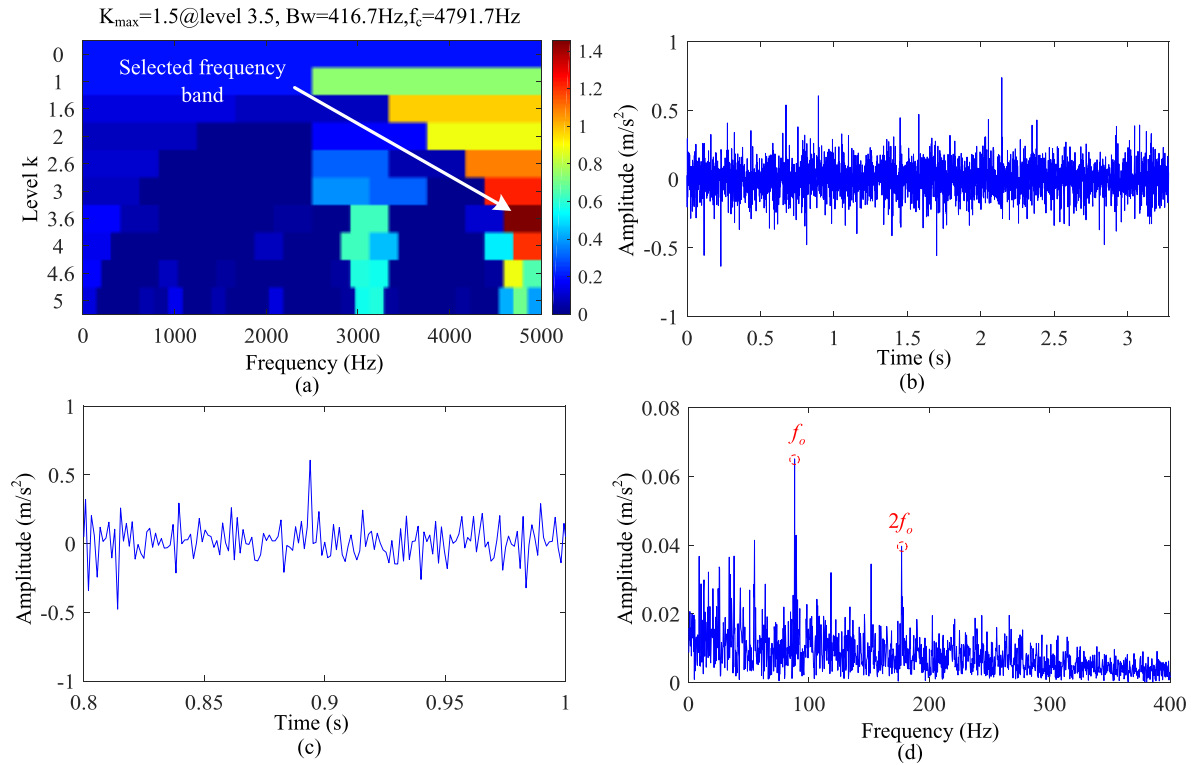 K_max=1.5@level 3.5, Bw=416.7Hz,f_c=4791.7Hz
Selected frequency
band
Level k
0
1
1.6
2
2.6
3
3.6
4
4.6
5
0 1000 2000 3000 4000 5000
Frequency (Hz)
(a)
1.4
1.2
1
0.8
0.6
0.4
0.2
0
Amplitude (m/s²)
1
0.5
0
-0.5
-1
0 0.5 1 1.5 2 2.5 3
Time (s)
(b)
Amplitude (m/s²)
1
0.5
0
-0.5
-1
0.8 0.85 0.9 0.95 1
Time (s)
(c)
Amplitude (m/s²)
0.08
0.06
0.04
0.02
0
f_o
2f_o
0 100 200 300 400
Frequency (Hz)
(d)